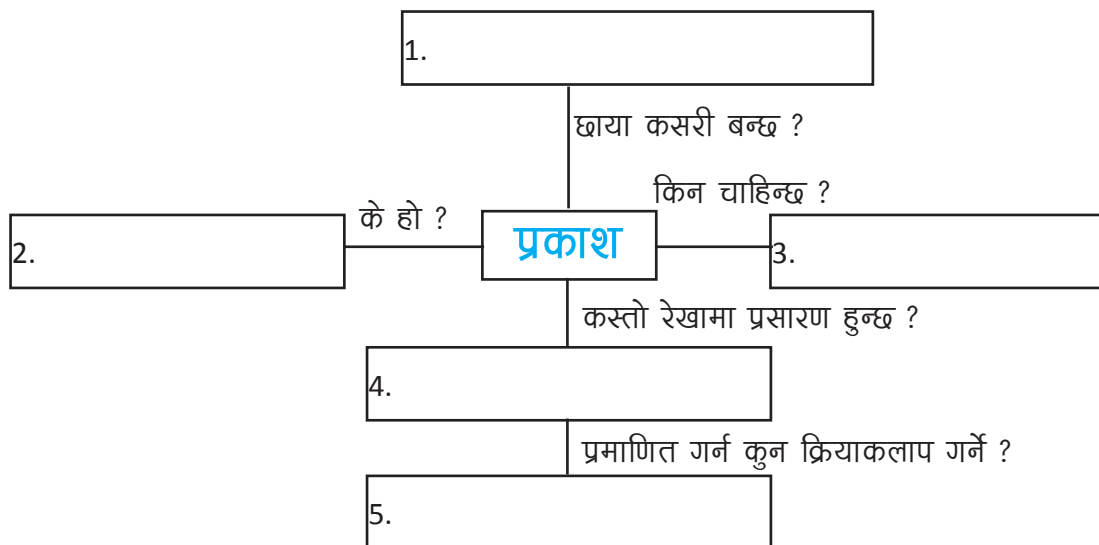 1.
छाया कसरी बन्छ ?
किन चाहिन्छ ?
के हो ?
2.
प्रकाश
3.
कस्तो रेखामा प्रसारण हुन्छ ?
4.
प्रमाणित गर्न कुन क्रियाकलाप गर्ने ?
5.